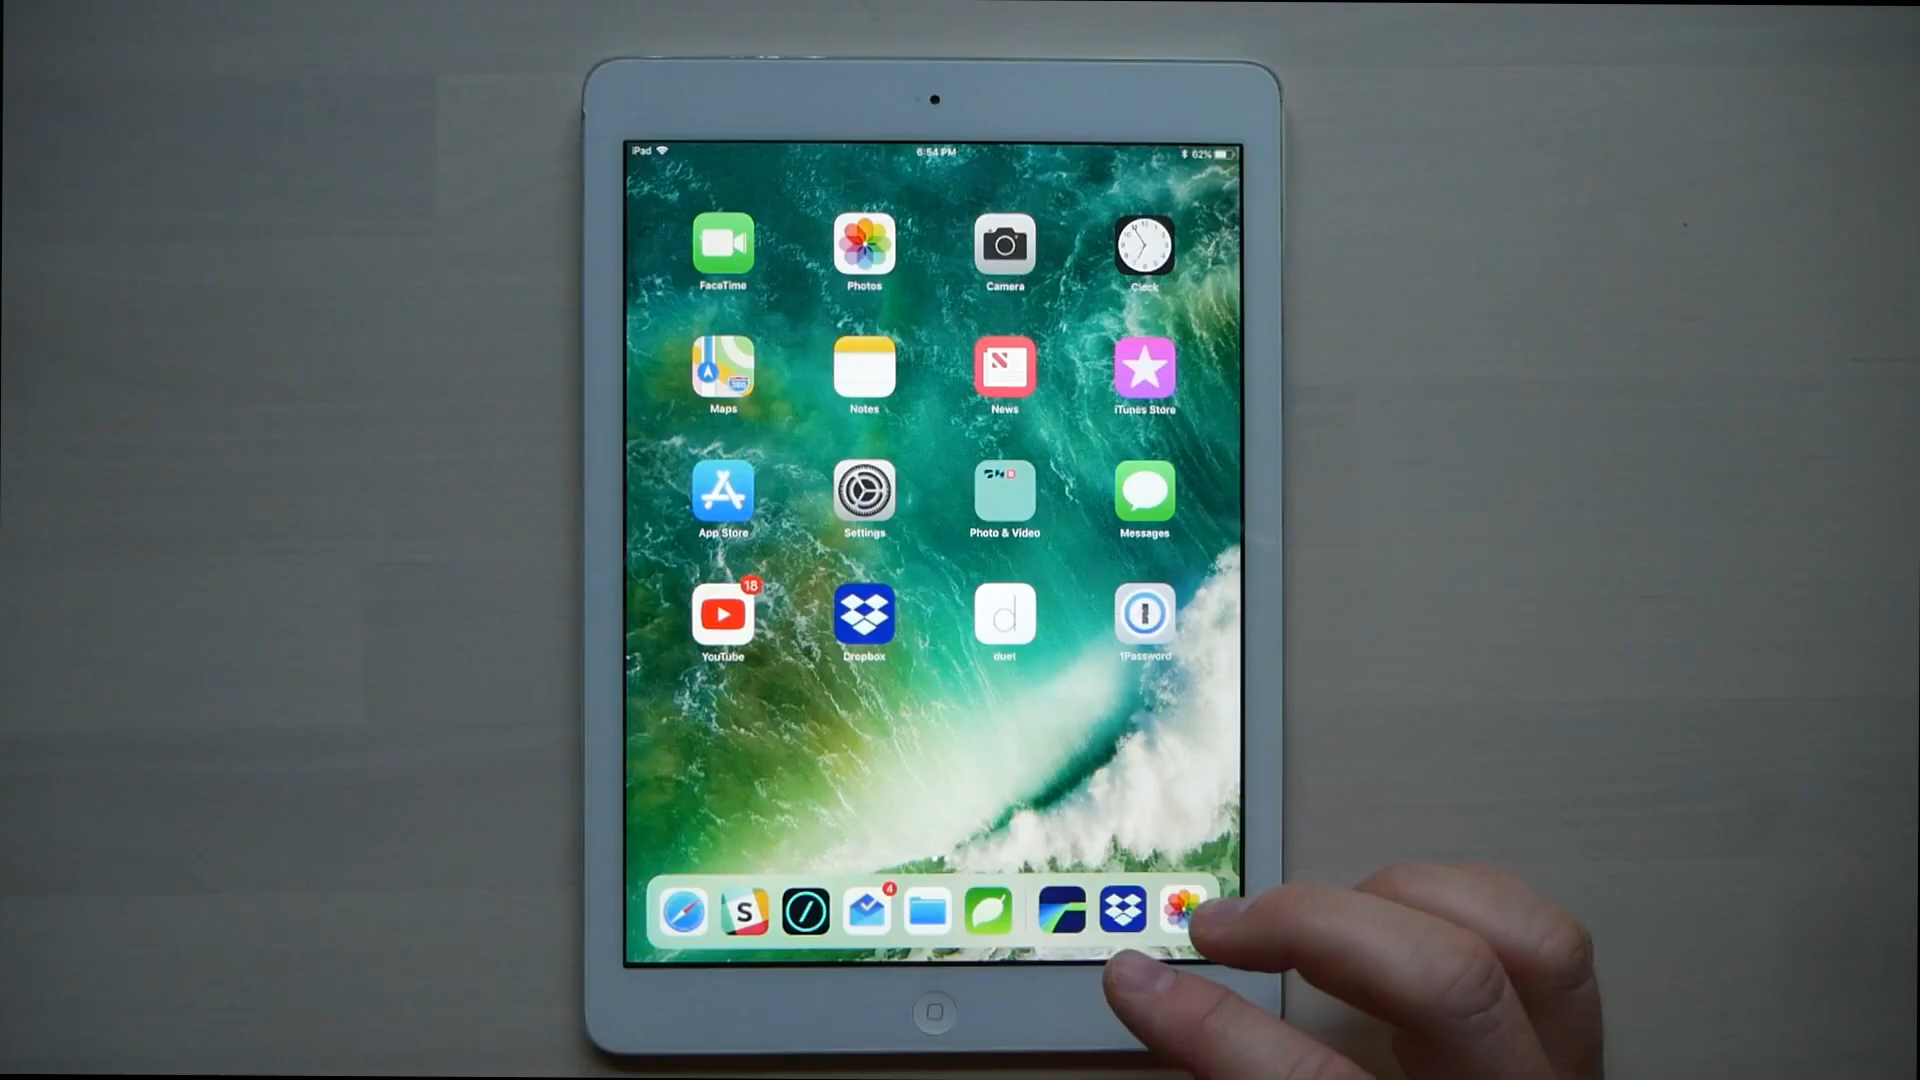 iPad 6:54 PM 62%
FaceTime Photos Camera Clock
Maps Notes News iTunes Store
App Store Settings Photo & Video Messages
18
YouTube Dropbox duet 1Password
d
4
S